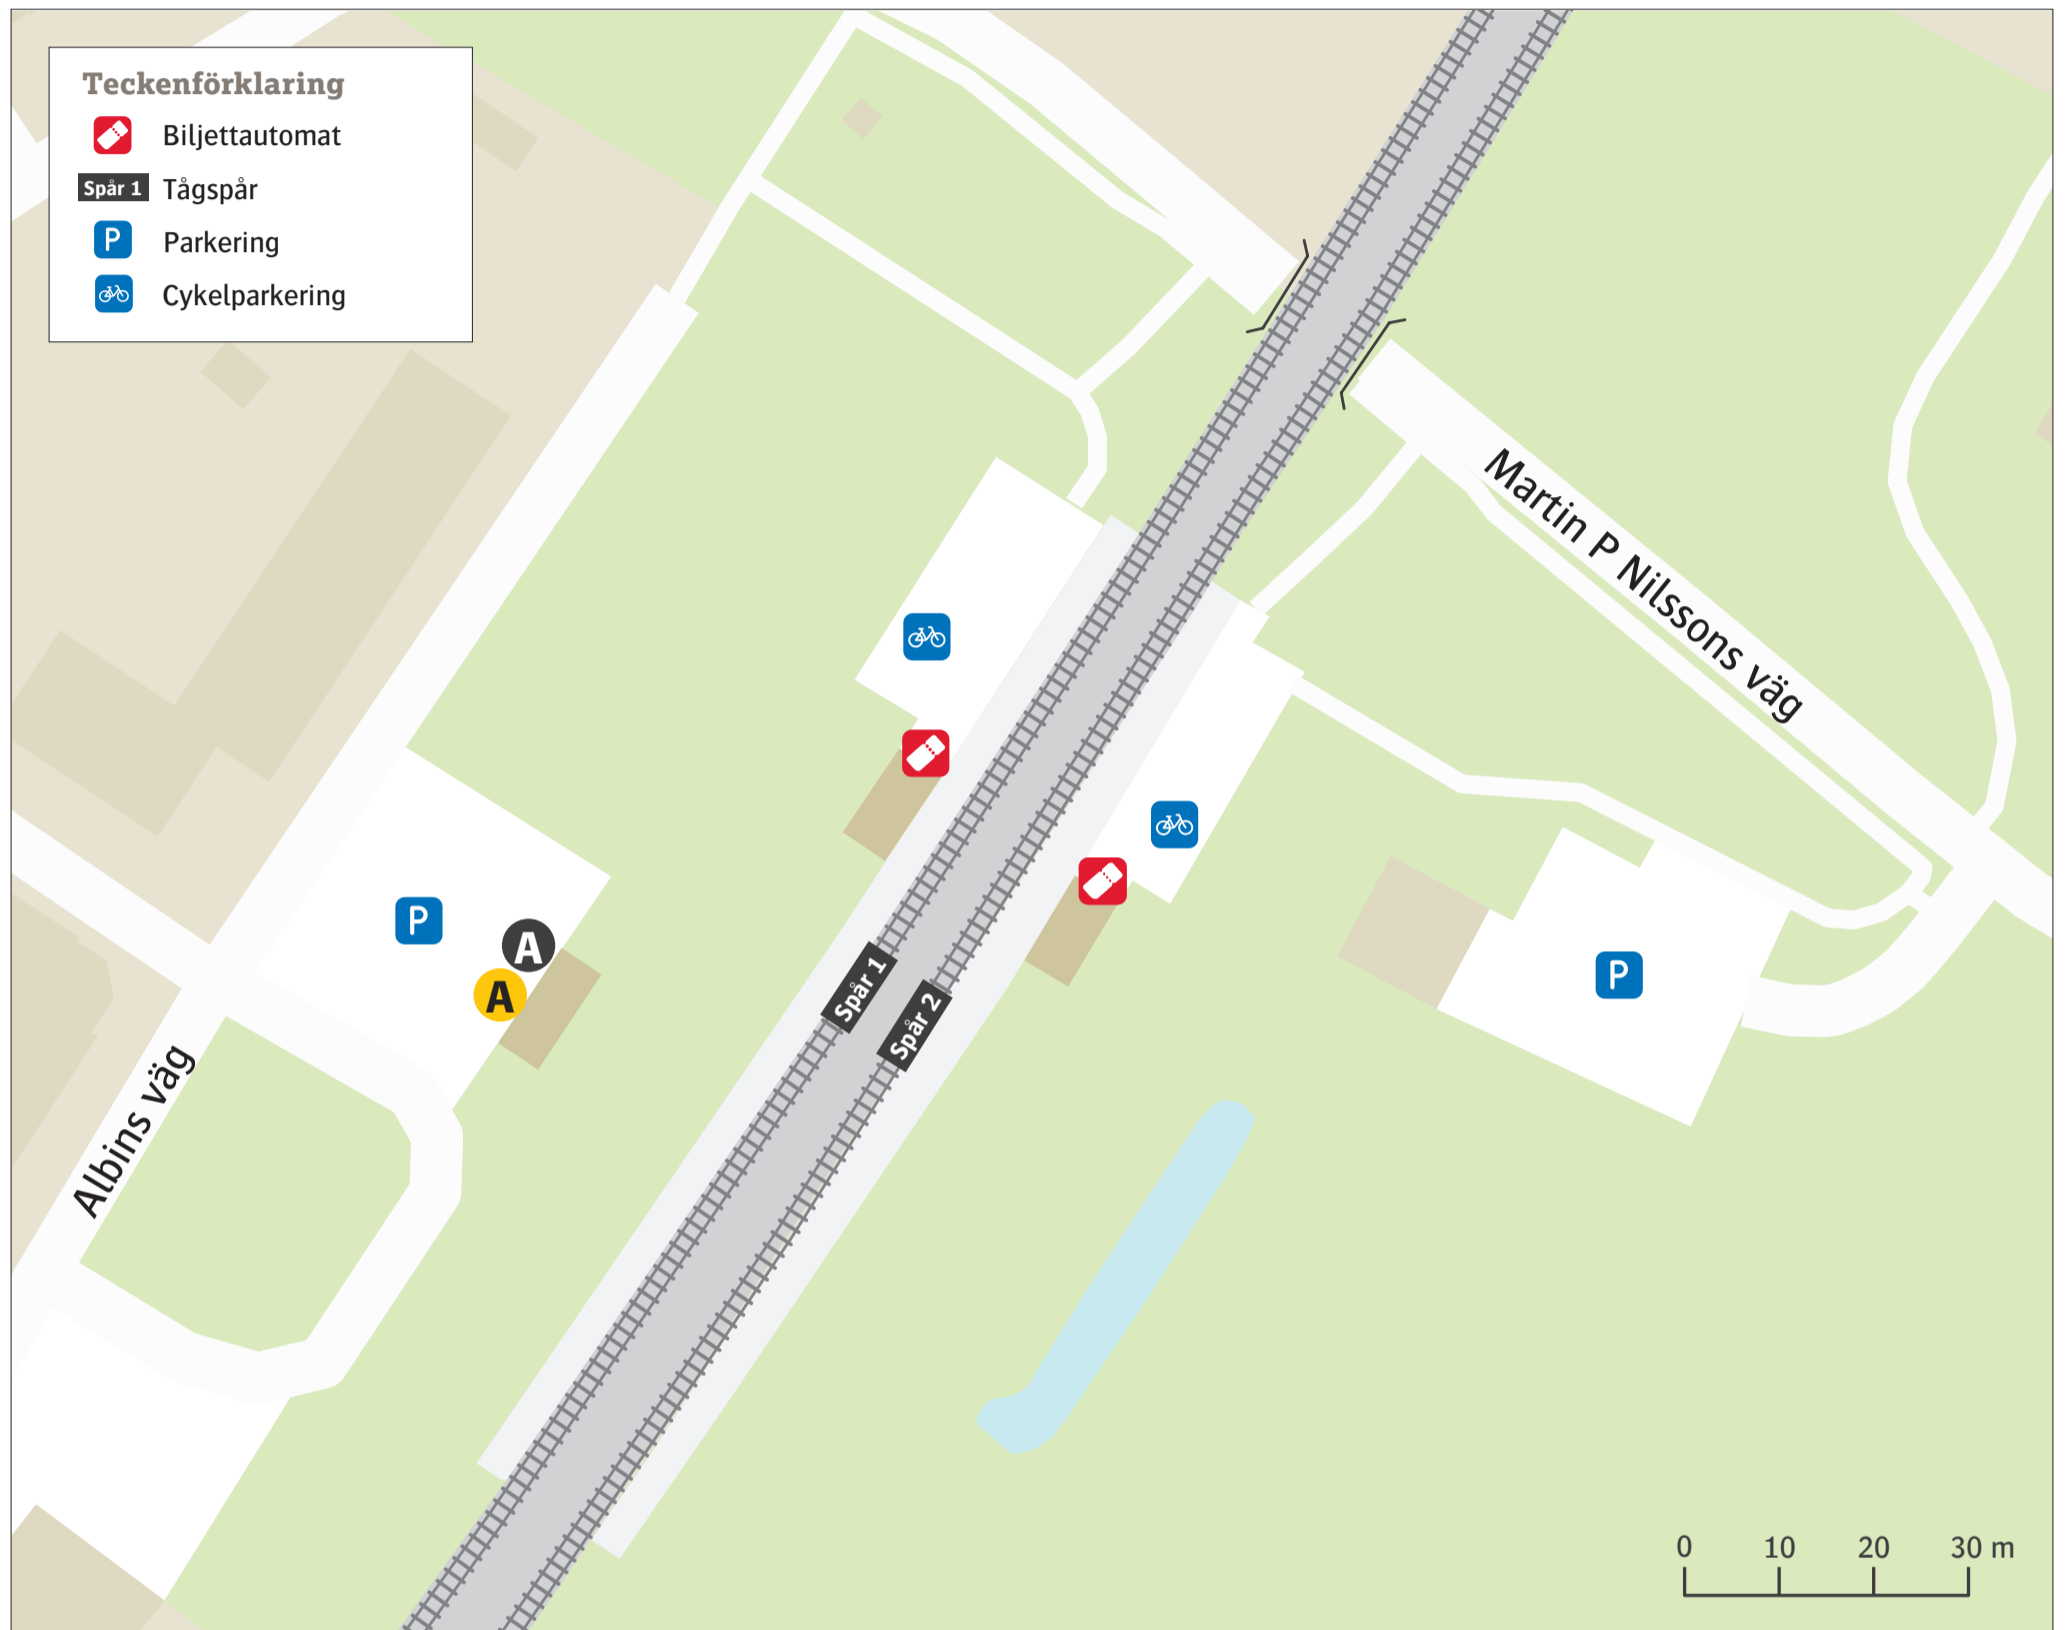 Teckenförklaring
Biljettautomat
Spår 1 Tågspår
P Parkering
Cykelparkering
Martin P Nilssons väg
P
A
A
Spår 1
Spår 2
P
Albins väg
0 10 20 30 m